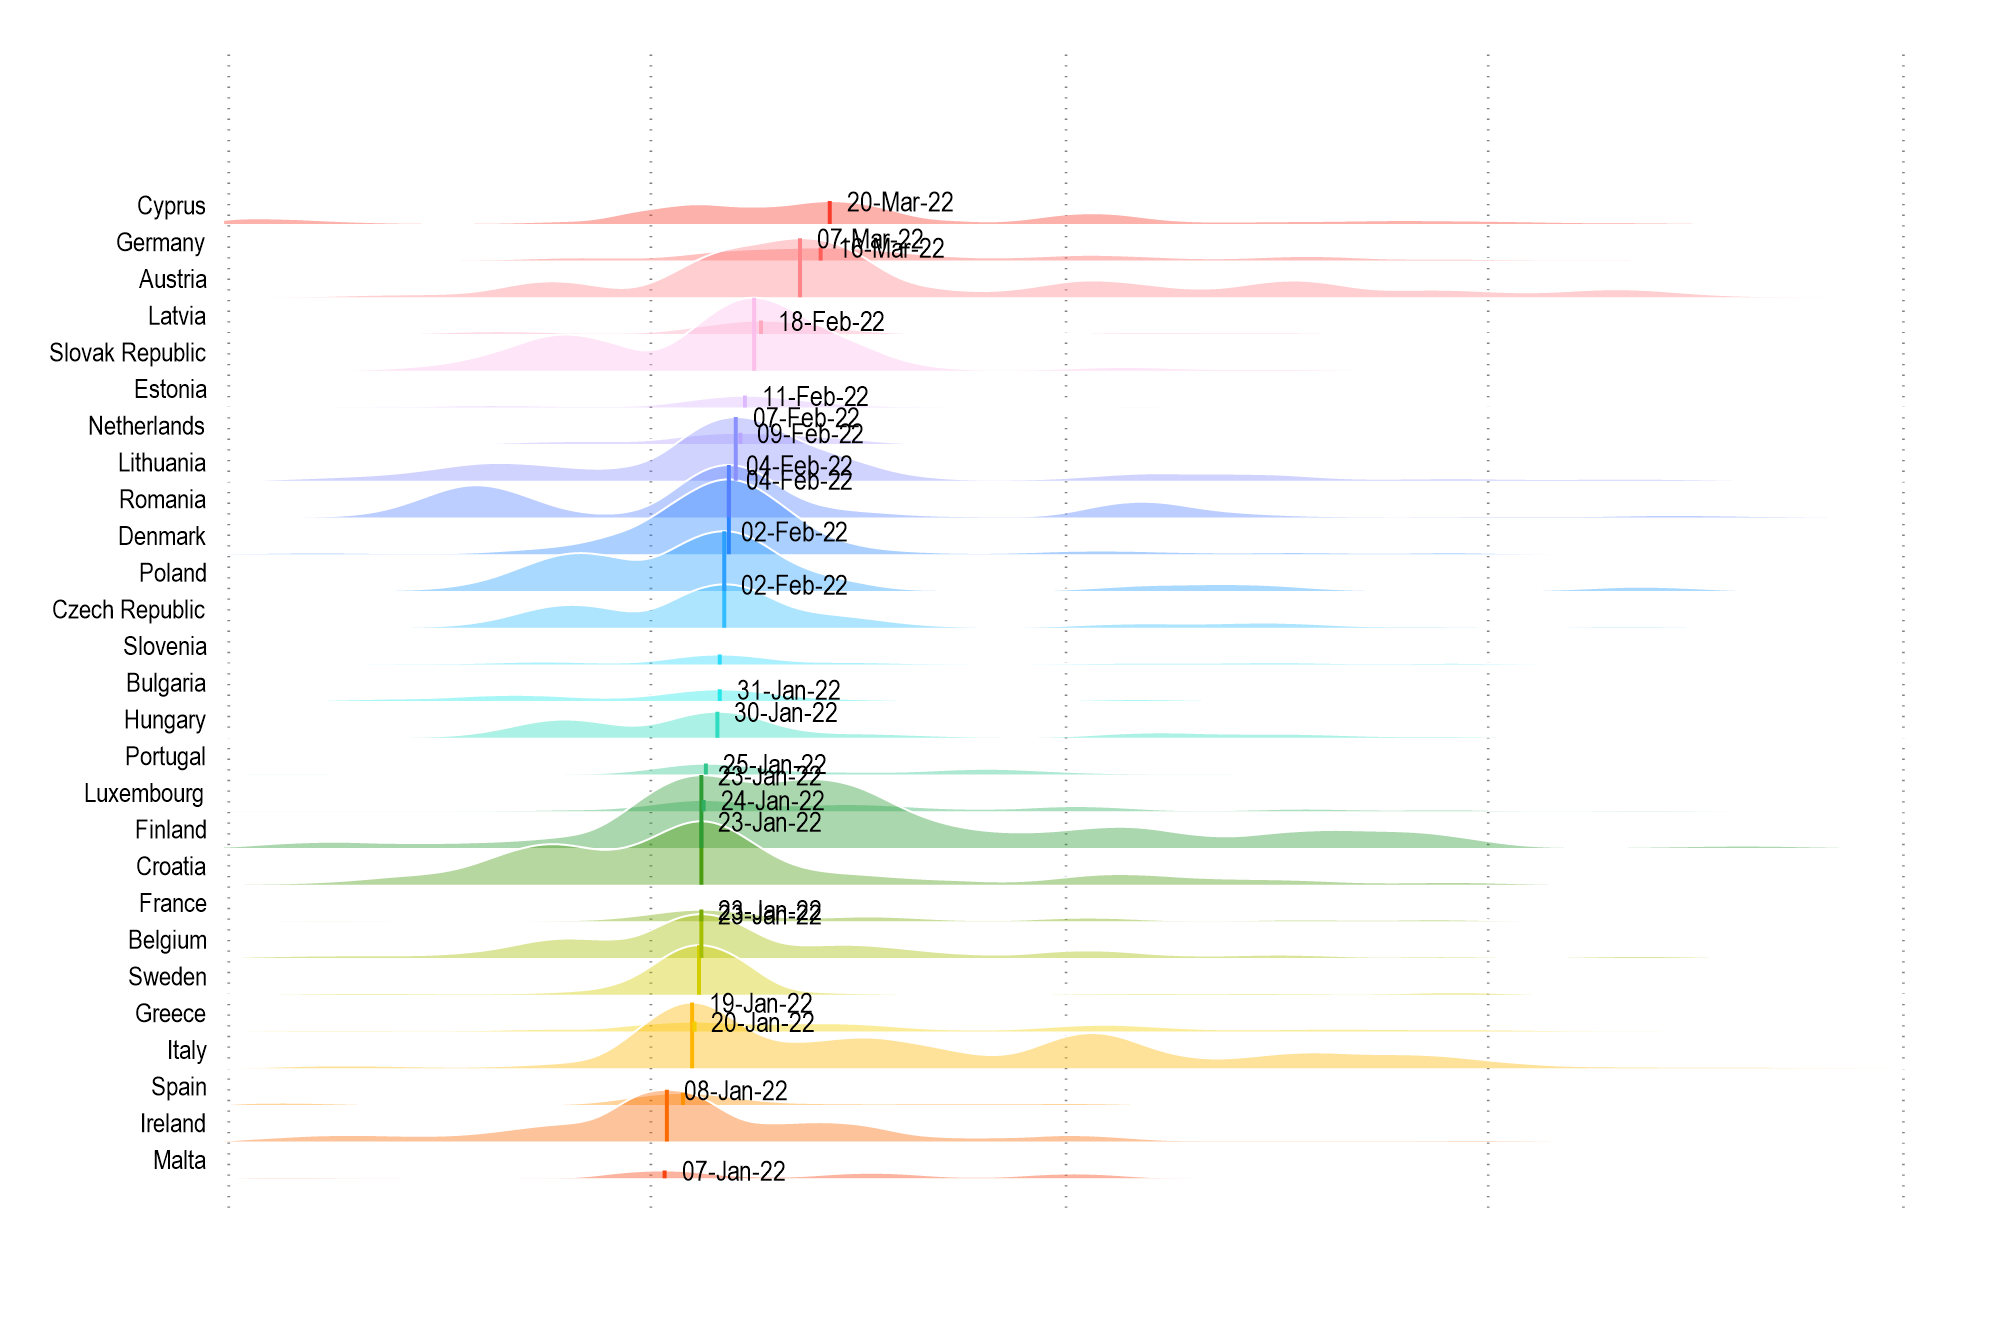 Cyprus
20-Mar-22
Germany
07-Mar-22
16-Mar-22
Austria
Latvia
18-Feb-22
Slovak Republic
Estonia
11-Feb-22
Netherlands
07-Feb-22
09-Feb-22
Lithuania
04-Feb-22
Romania
04-Feb-22
Denmark
02-Feb-22
Poland
02-Feb-22
Czech Republic
Slovenia
Bulgaria
31-Jan-22
Hungary
30-Jan-22
Portugal
25-Jan-22
23-Jan-22
Luxembourg
24-Jan-22
Finland
23-Jan-22
Croatia
France
23-Jan-22
23-Jan-22
Belgium
Sweden
Greece
19-Jan-22
20-Jan-22
Italy
Spain
08-Jan-22
Ireland
Malta
07-Jan-22